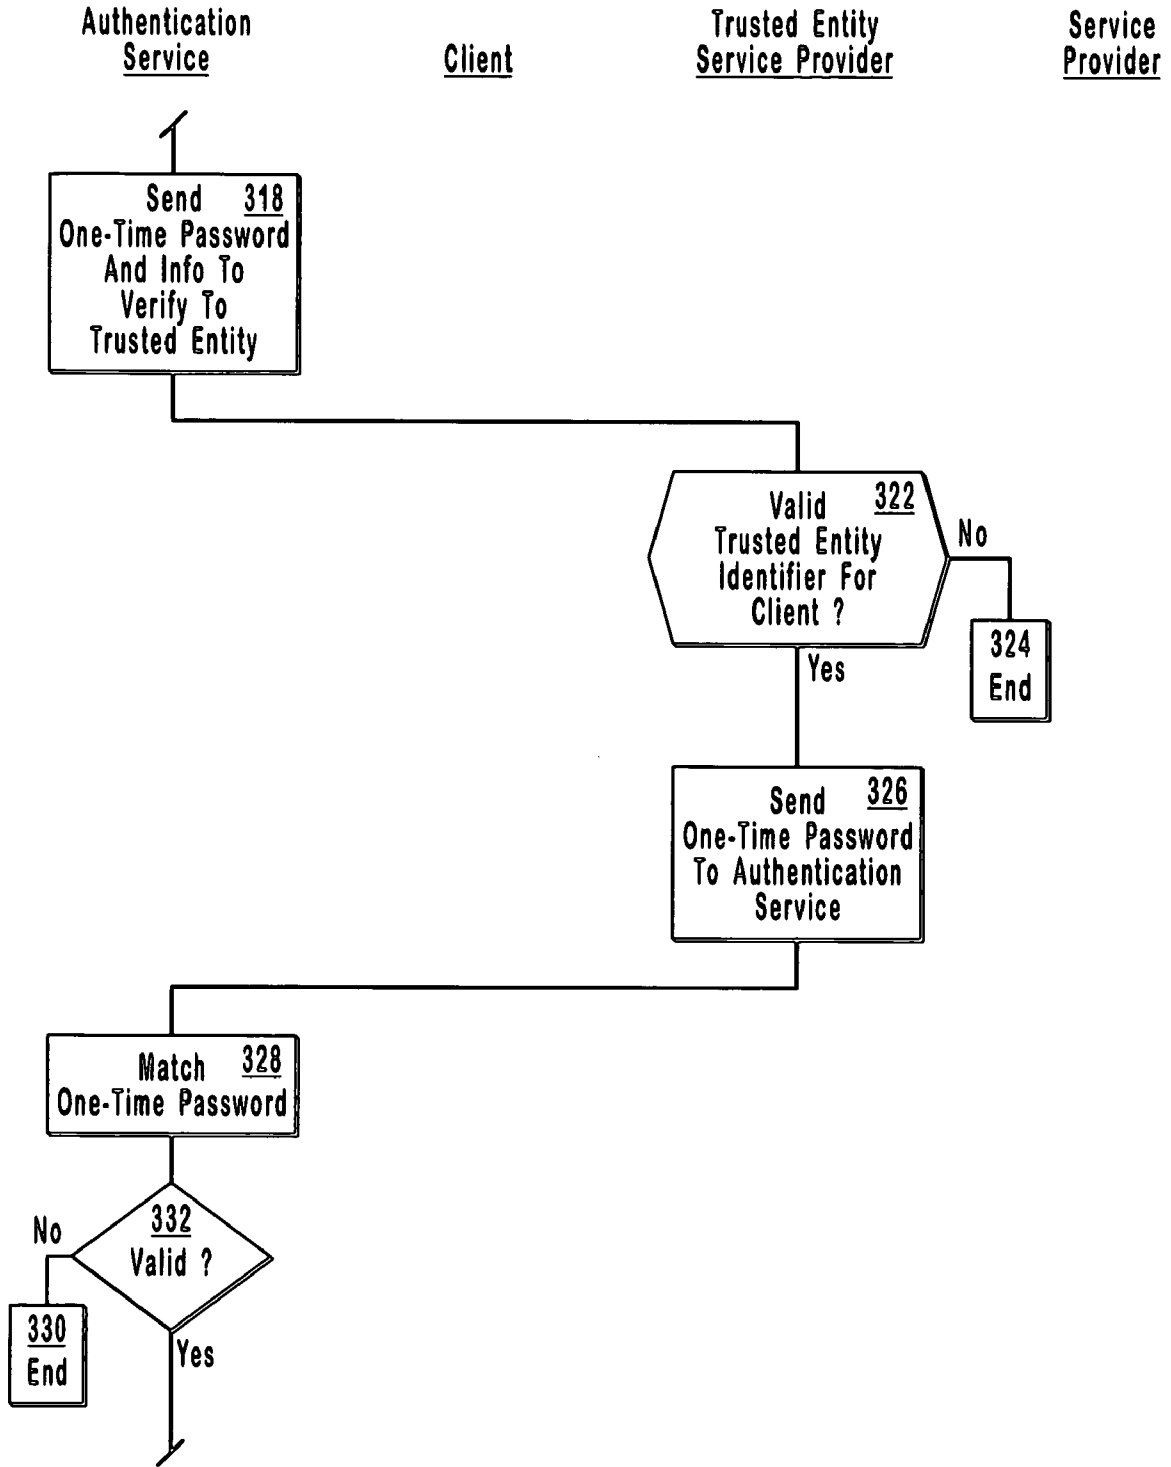 Authentication
Service
Client
Trusted Entity
Service Provider
Service
Provider
Send 318
One-Time Password
And Info To
Verify To
Trusted Entity
Valid 322
Trusted Entity
Identifier For
Client ?
No
324
End
Yes
Send 326
One-Time Password
To Authentication
Service
Match 328
One-Time Password
332
Valid ?
No
330
End
Yes